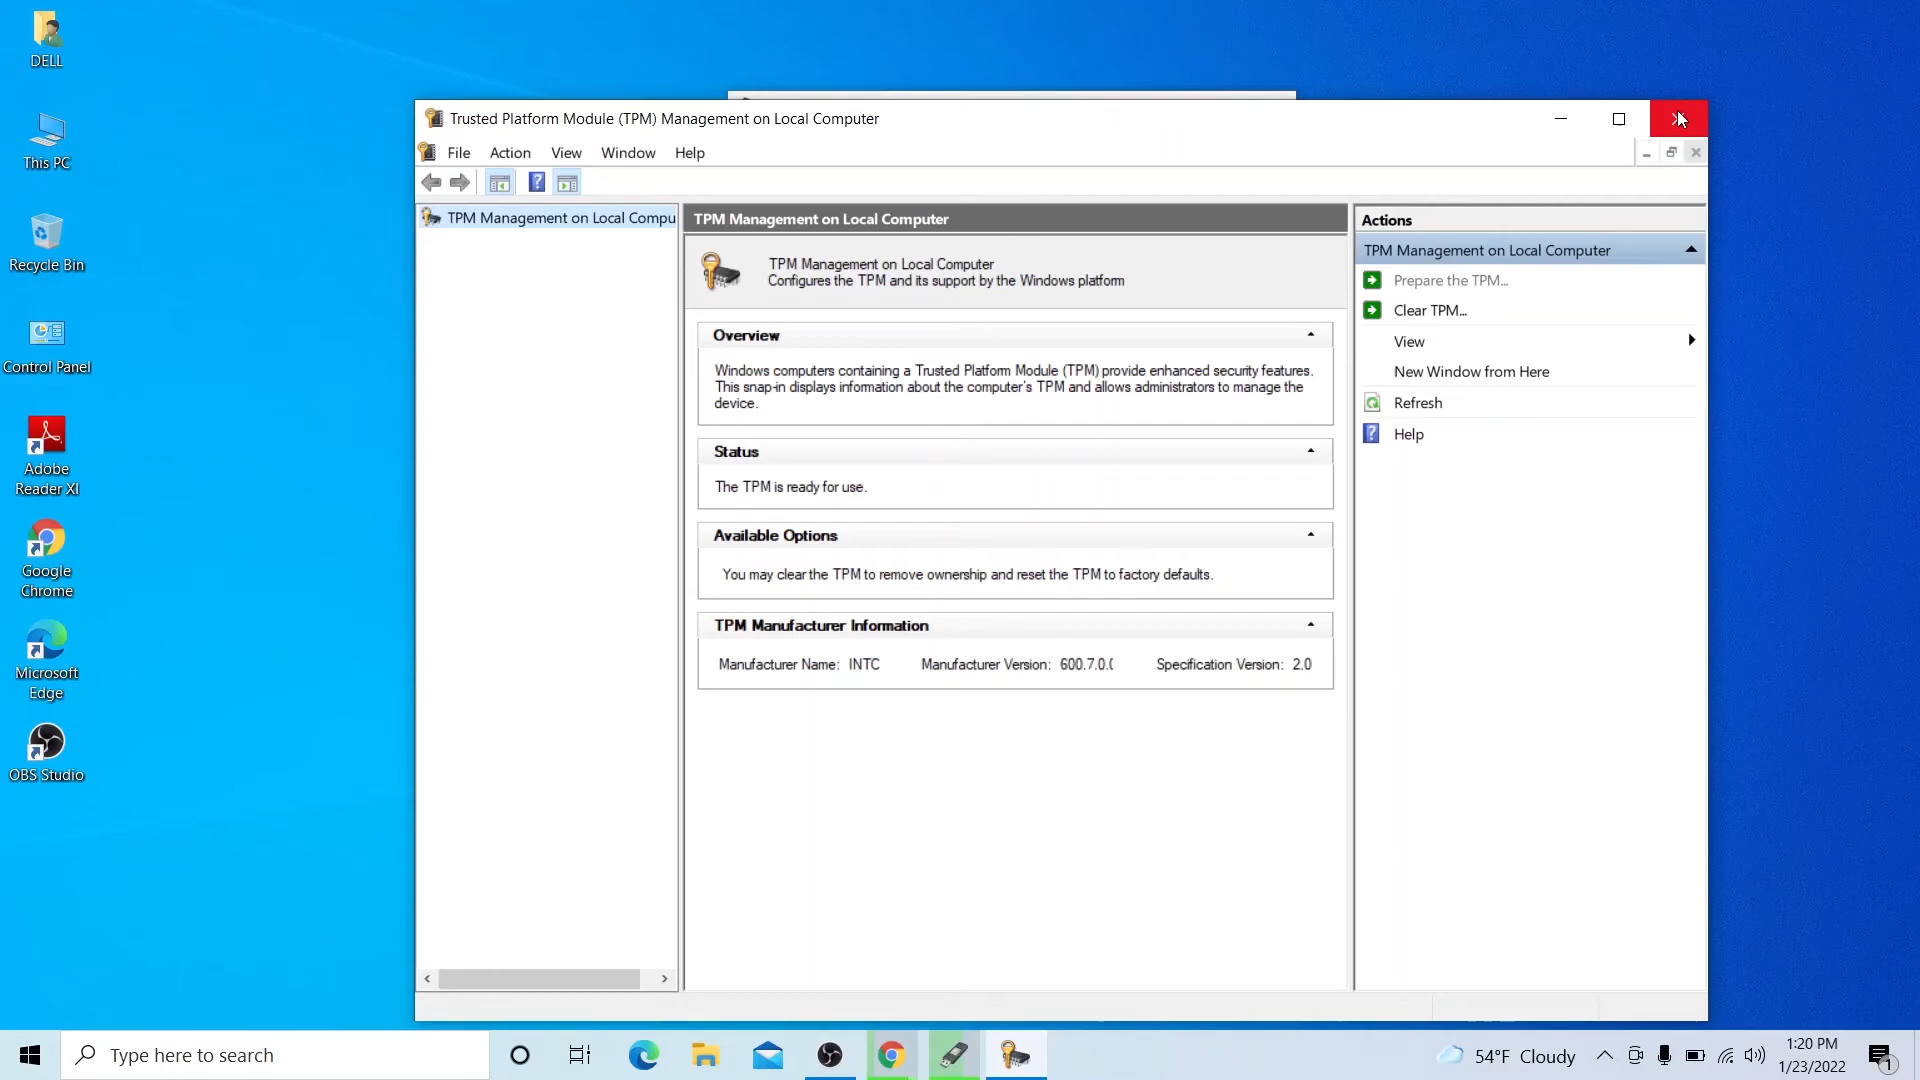 DELL
This PC
Recycle Bin
Control Panel
Adobe
Reader XI
Google
Chrome
Microsoft
Edge
OBS Studio
Trusted Platform Module (TPM) Management on Local Computer
File Action View Window Help
TPM Management on Local Compu
TPM Management on Local Computer
TPM Management on Local Computer
Configures the TPM and its support by the Windows platform
Overview
Windows computers containing a Trusted Platform Module (TPM) provide enhanced security features.
This snap-in displays information about the computer's TPM and allows administrators to manage the
device.
Status
The TPM is ready for use.
Available Options
You may clear the TPM to remove ownership and reset the TPM to factory defaults.
TPM Manufacturer Information
Manufacturer Name: INTC Manufacturer Version: 600.7.0. Specification Version: 2.0
Actions
TPM Management on Local Computer
Prepare the TPM...
Clear TPM...
View
New Window from Here
Refresh
Help
Type here to search
54°F Cloudy
1:20 PM
1/23/2022
1